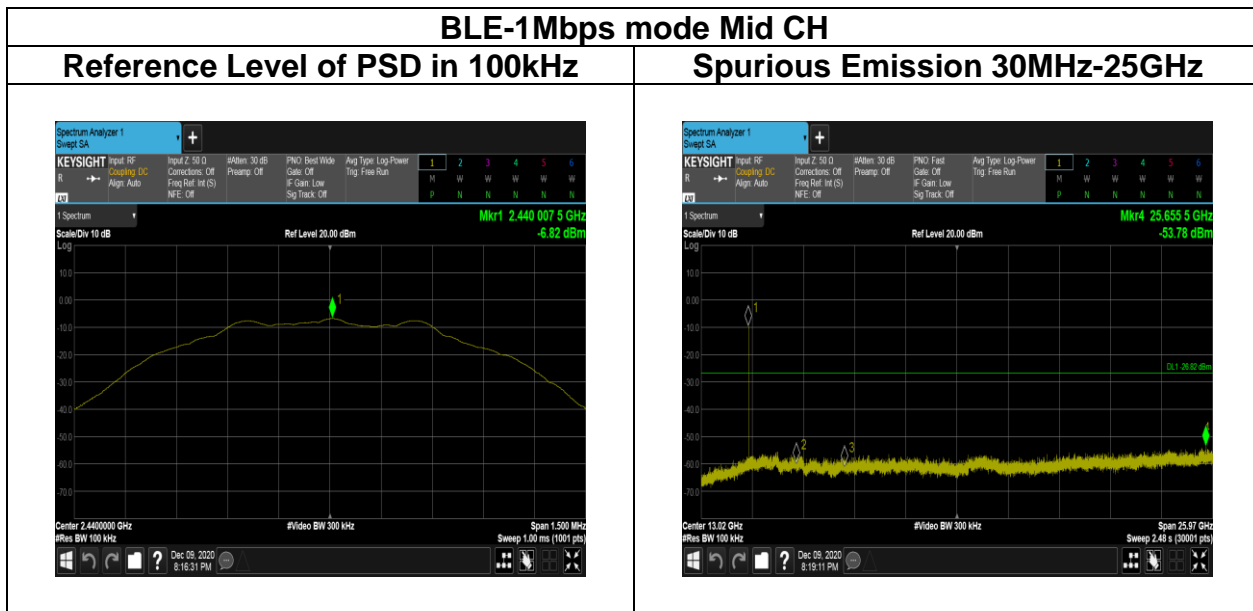 BLE-1Mbps mode Mid CH
Reference Level of PSD in 100kHz
Spurious Emission 30MHz-25GHz
Spectrum Analyzer 1
Swept SA
+
KEYSIGHT Input: RF Input Z: 50 Ω #Atten: 30 dB PNO: Best Wide Avg Type: Log-Power 1 2 3 4 5 6
R Coupling: DC Corrections: Off Preamp: Off Gate: Off Trig: Free Run M W W W W W
Align: Auto Freq Ref: Int (S) IF Gain: Low
LXI NFE: Off Sig Track: Off P N N N N N
1 Spectrum Mkr1 2.440 007 5 GHz
Scale/Div 10 dB Ref Level 20.00 dBm -6.82 dBm
Log
10.0
1
0.00
-10.0
-20.0
-30.0
-40.0
-50.0
-60.0
-70.0
Center 2.4400000 GHz #Video BW 300 kHz Span 1.500 MHz
#Res BW 100 kHz Sweep 1.00 ms (1001 pts)
? Dec 09, 2020
8:16:31 PM
Spectrum Analyzer 1
Swept SA
+
KEYSIGHT Input: RF Input Z: 50 Ω #Atten: 30 dB PNO: Fast Avg Type: Log-Power 1 2 3 4 5 6
R Coupling: DC Corrections: Off Preamp: Off Gate: Off Trig: Free Run M W W W W W
Align: Auto Freq Ref: Int (S) IF Gain: Low
LXI NFE: Off Sig Track: Off P N N N N N
1 Spectrum Mkr4 25.655 5 GHz
Scale/Div 10 dB Ref Level 20.00 dBm -53.78 dBm
Log
10.0
0.00
1
-10.0
-20.0
DL1 -26.82 dBm
-30.0
-40.0
-50.0
2 3 4
-60.0
-70.0
Center 13.02 GHz #Video BW 300 kHz Span 25.97 GHz
#Res BW 100 kHz Sweep 2.48 s (30001 pts)
? Dec 09, 2020
8:19:11 PM